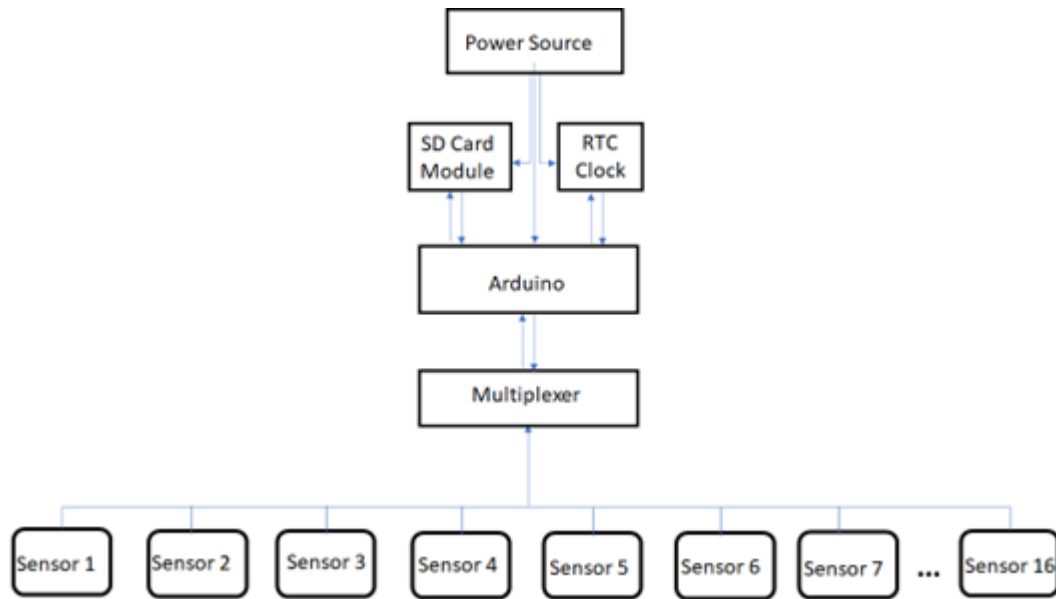 Power Source
SD Card
Module
RTC
Clock
Arduino
Multiplexer
Sensor 1
Sensor 2
Sensor 3
Sensor 4
Sensor 5
Sensor 6
Sensor 7
...
Sensor 16